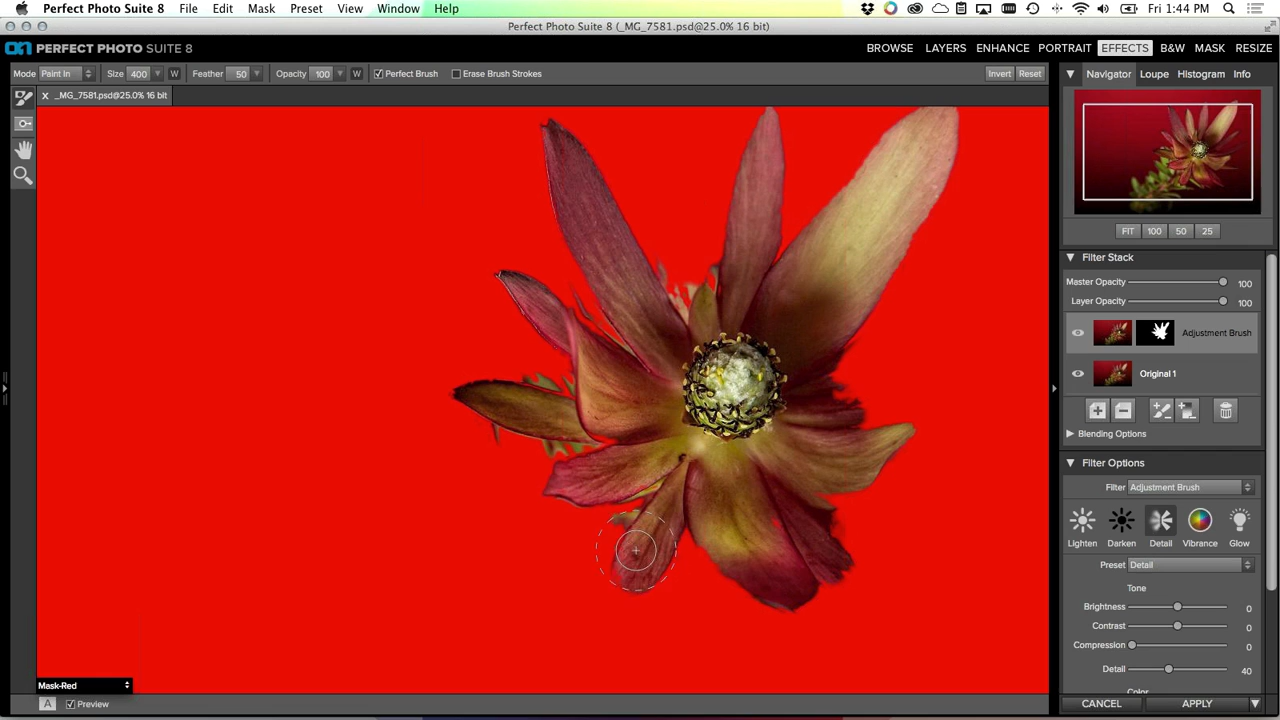 Perfect Photo Suite 8 File Edit Mask Preset View Window Help Fri 1:44 PM
Perfect Photo Suite 8 (_MG_7581.psd@25.0% 16 bit)
on PERFECT PHOTO SUITE 8 BROWSE LAYERS ENHANCE PORTRAIT EFFECTS B&W MASK RESIZE
Mode Paint In Size 400 W Feather 50 Opacity 100 W Perfect Brush Erase Brush Strokes Invert Reset
Navigator Loupe Histogram Info
x _MG_7581.psd@25.0% 16 bit
FIT 100 50 25
Filter Stack
Master Opacity 100
Layer Opacity 100
Adjustment Brush
Original 1
Blending Options
Filter Options
Filter Adjustment Brush
Lighten Darken Detail Vibrance Glow
Preset Detail
Tone
Brightness 0
Contrast 0
Compression 0
Detail 40
Color
Mask-Red
A Preview
CANCEL APPLY